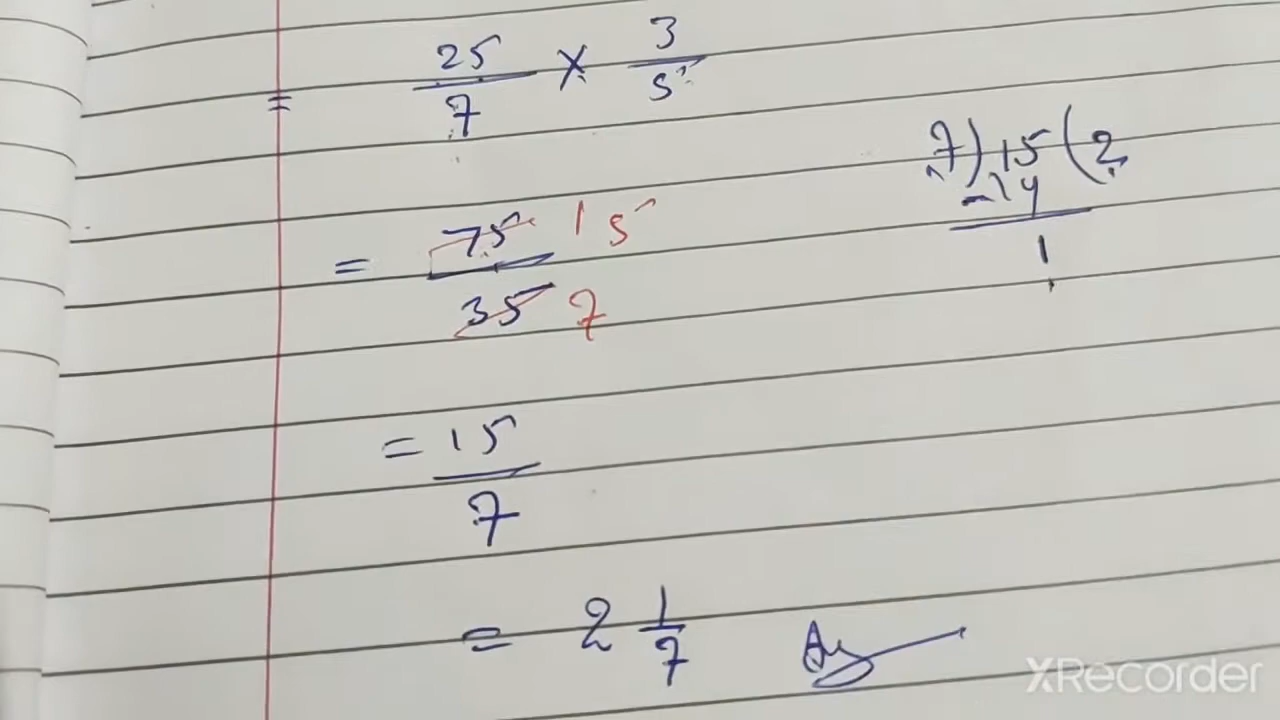 = 25/7 × 3/5
= 75/35 15 7
= 15/7
= 2 1/7 Ans
7)15(2
-14
1
XRecorder